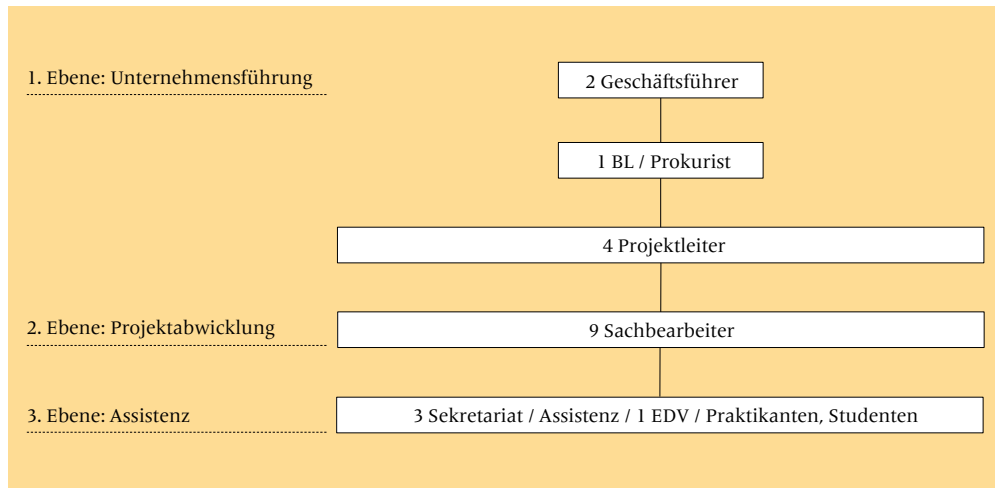 1. Ebene: Unternehmensführung
2 Geschäftsführer
1 BL / Prokurist
4 Projektleiter
2. Ebene: Projektabwicklung
9 Sachbearbeiter
3. Ebene: Assistenz
3 Sekretariat / Assistenz / 1 EDV / Praktikanten, Studenten